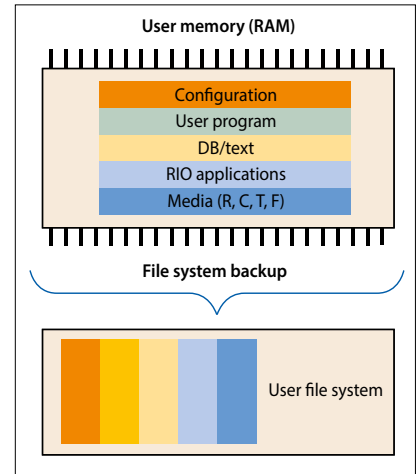 User memory (RAM)
Configuration
User program
DB/text
RIO applications
Media (R, C, T, F)
File system backup
User file system